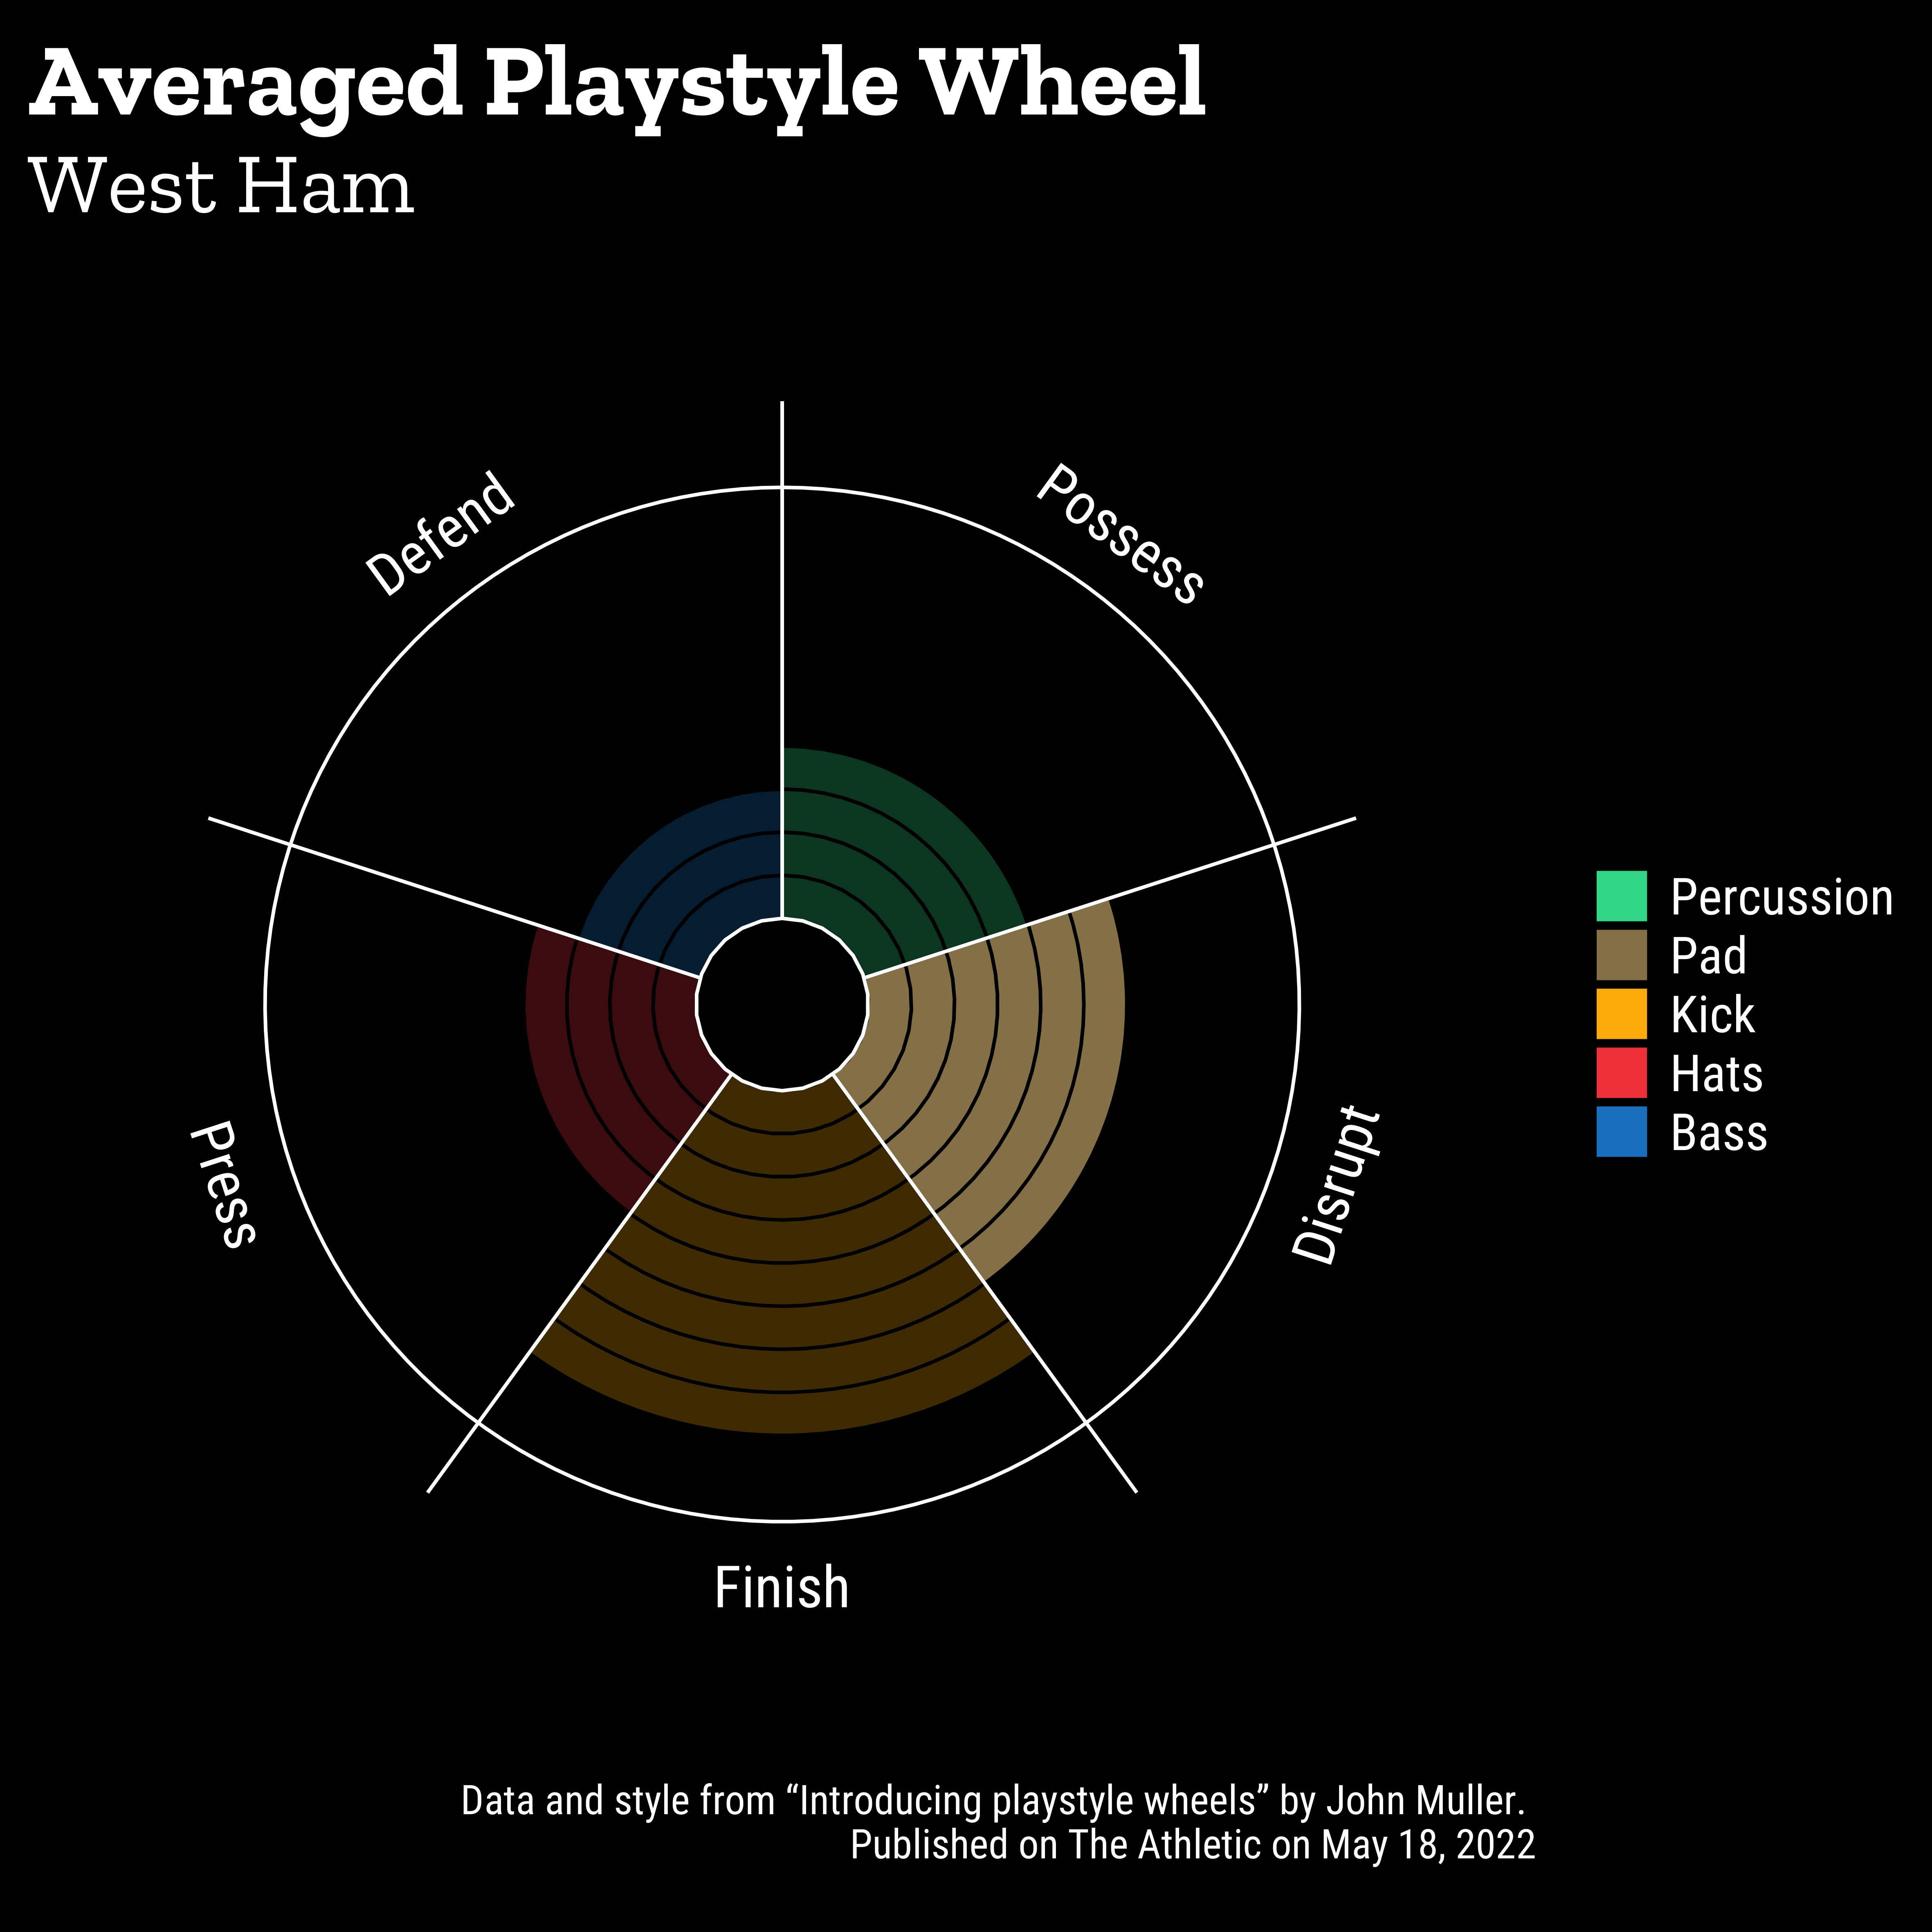 Averaged Playstyle Wheel
West Ham
Defend
Possess
Press
Disrupt
Finish
Percussion
Pad
Kick
Hats
Bass
Data and style from “Introducing playstyle wheels” by John Muller.
Published on The Athletic on May 18, 2022